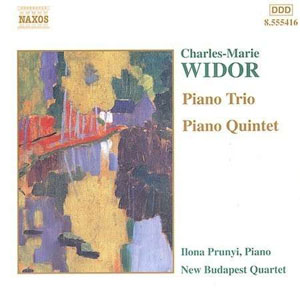 NAXOS
DDD
8.555416
Charles-Marie
WIDOR
Piano Trio
Piano Quintet
Ilona Prunyi, Piano
New Budapest Quartet